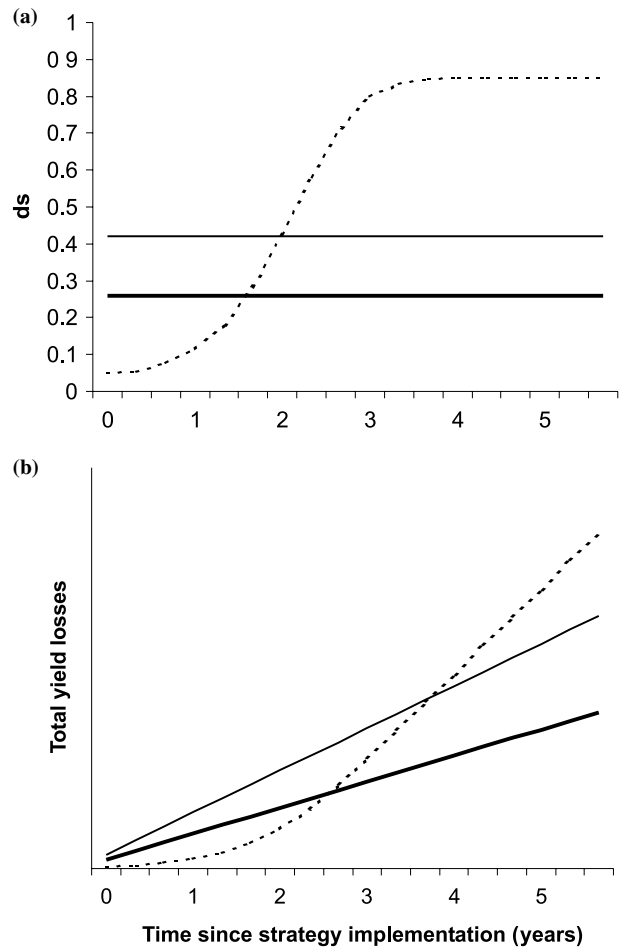 (a)
1
0 9
0.8
0.7
0.6
0.5
0.4
0.3
0.2
0.1
0
ds
0 1 2 3 4 5
(b)
Total yield losses
0 1 2 3 4 5
Time since strategy implementation (years)